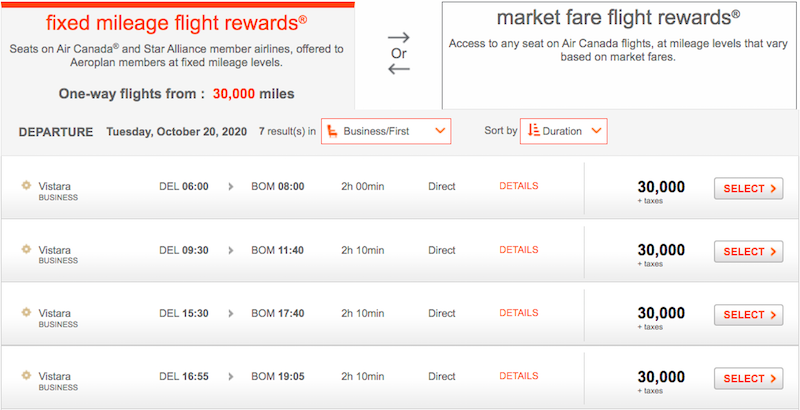 fixed mileage flight rewards®
Seats on Air Canada® and Star Alliance member airlines, offered to
Aeroplan members at fixed mileage levels.
One-way flights from : 30,000 miles
Or
market fare flight rewards®
Access to any seat on Air Canada flights, at mileage levels that vary
based on market fares.
DEPARTURE Tuesday, October 20, 2020 7 result(s) in Business/First Sort by Duration
Vistara DEL 06:00 BOM 08:00 2h 00min Direct DETAILS 30,000 SELECT
BUSINESS + taxes
Vistara DEL 09:30 BOM 11:40 2h 10min Direct DETAILS 30,000 SELECT
BUSINESS + taxes
Vistara DEL 15:30 BOM 17:40 2h 10min Direct DETAILS 30,000 SELECT
BUSINESS + taxes
Vistara DEL 16:55 BOM 19:05 2h 10min Direct DETAILS 30,000 SELECT
BUSINESS + taxes